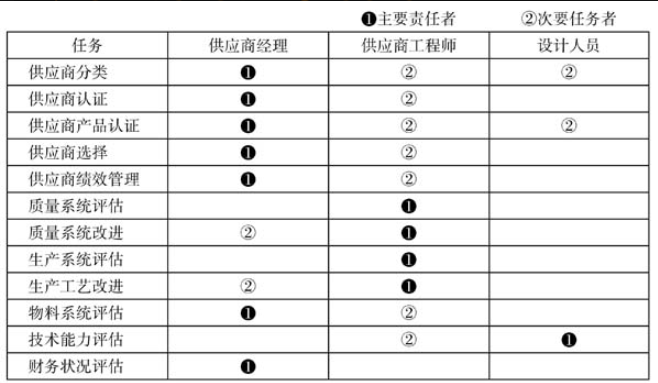 ❶主要责任者 ②次要任务者
任务 供应商经理 供应商工程师 设计人员
供应商分类 ❶ ② ②
供应商认证 ❶ ②
供应商产品认证 ❶ ② ②
供应商选择 ❶ ②
供应商绩效管理 ❶ ②
质量系统评估 ❶
质量系统改进 ② ❶
生产系统评估 ❶
生产工艺改进 ② ❶
物料系统评估 ❶ ②
技术能力评估 ② ❶
财务状况评估 ❶